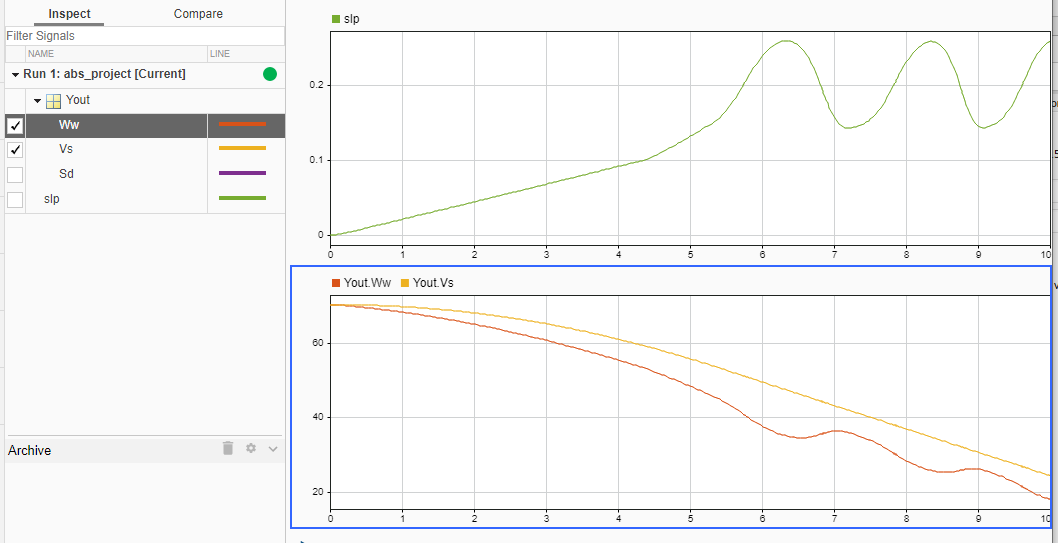 Inspect Compare
Filter Signals
NAME LINE
Run 1: abs_project [Current]
Yout
Ww
Vs
Sd
slp
Archive
slp
0.2
0.1
0
0 1 2 3 4 5 6 7 8 9 10
Yout.Ww Yout.Vs
60
40
20
0 1 2 3 4 5 6 7 8 9 10